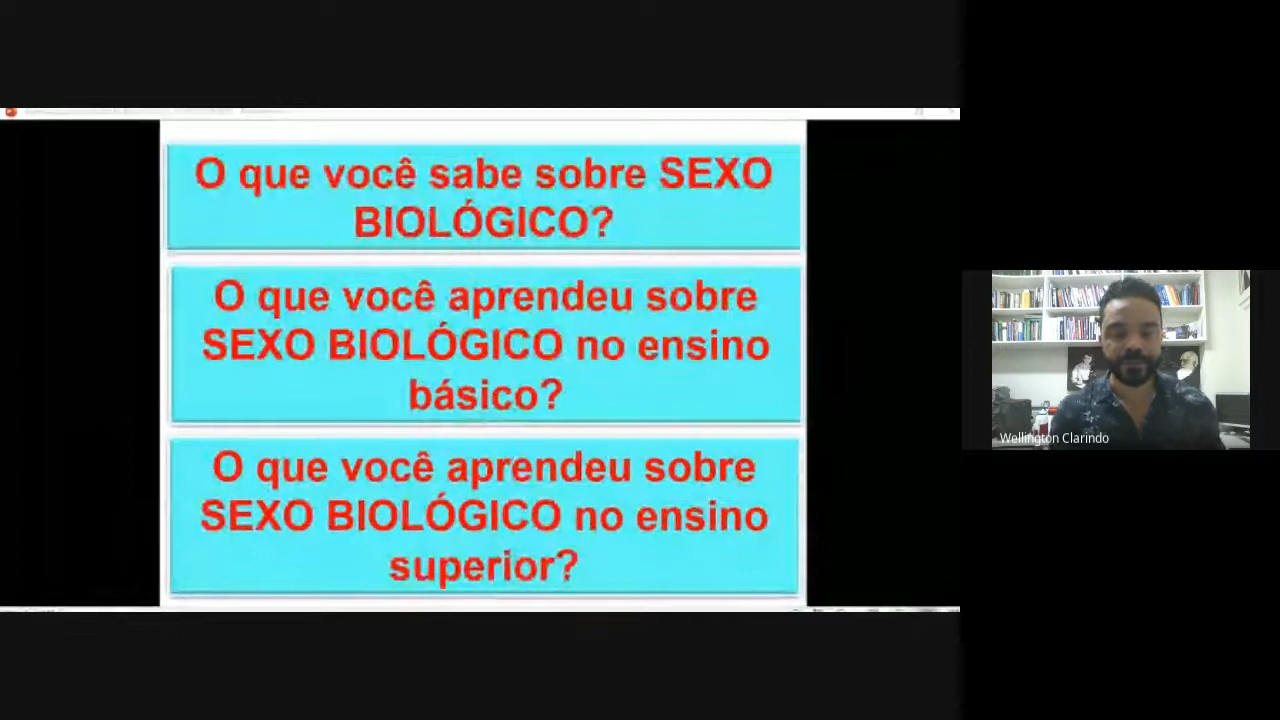 O que você sabe sobre SEXO
BIOLÓGICO?
O que você aprendeu sobre
SEXO BIOLÓGICO no ensino
básico?
O que você aprendeu sobre
SEXO BIOLÓGICO no ensino
superior?
Wellington Clarindo